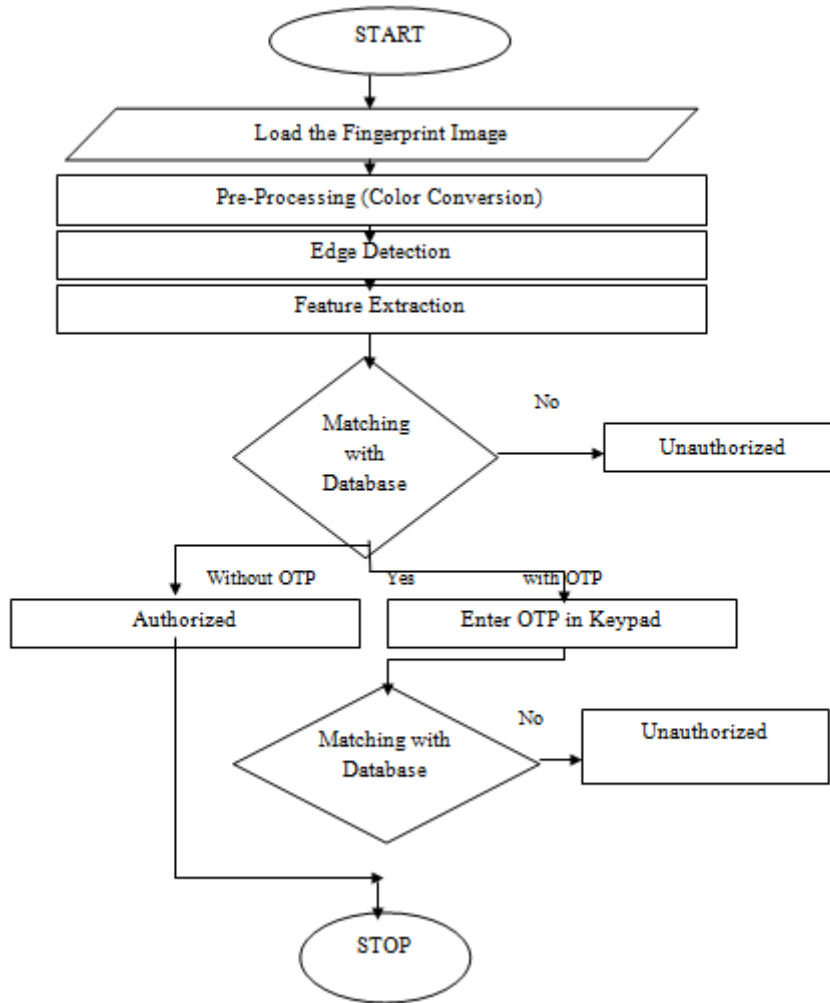 START
Load the Fingerprint Image
Pre-Processing (Color Conversion)
Edge Detection
Feature Extraction
Matching
with
Database
No
Unauthorized
Without OTP
Yes
with OTP
Authorized
Enter OTP in Keypad
Matching with
Database
No
Unauthorized
STOP